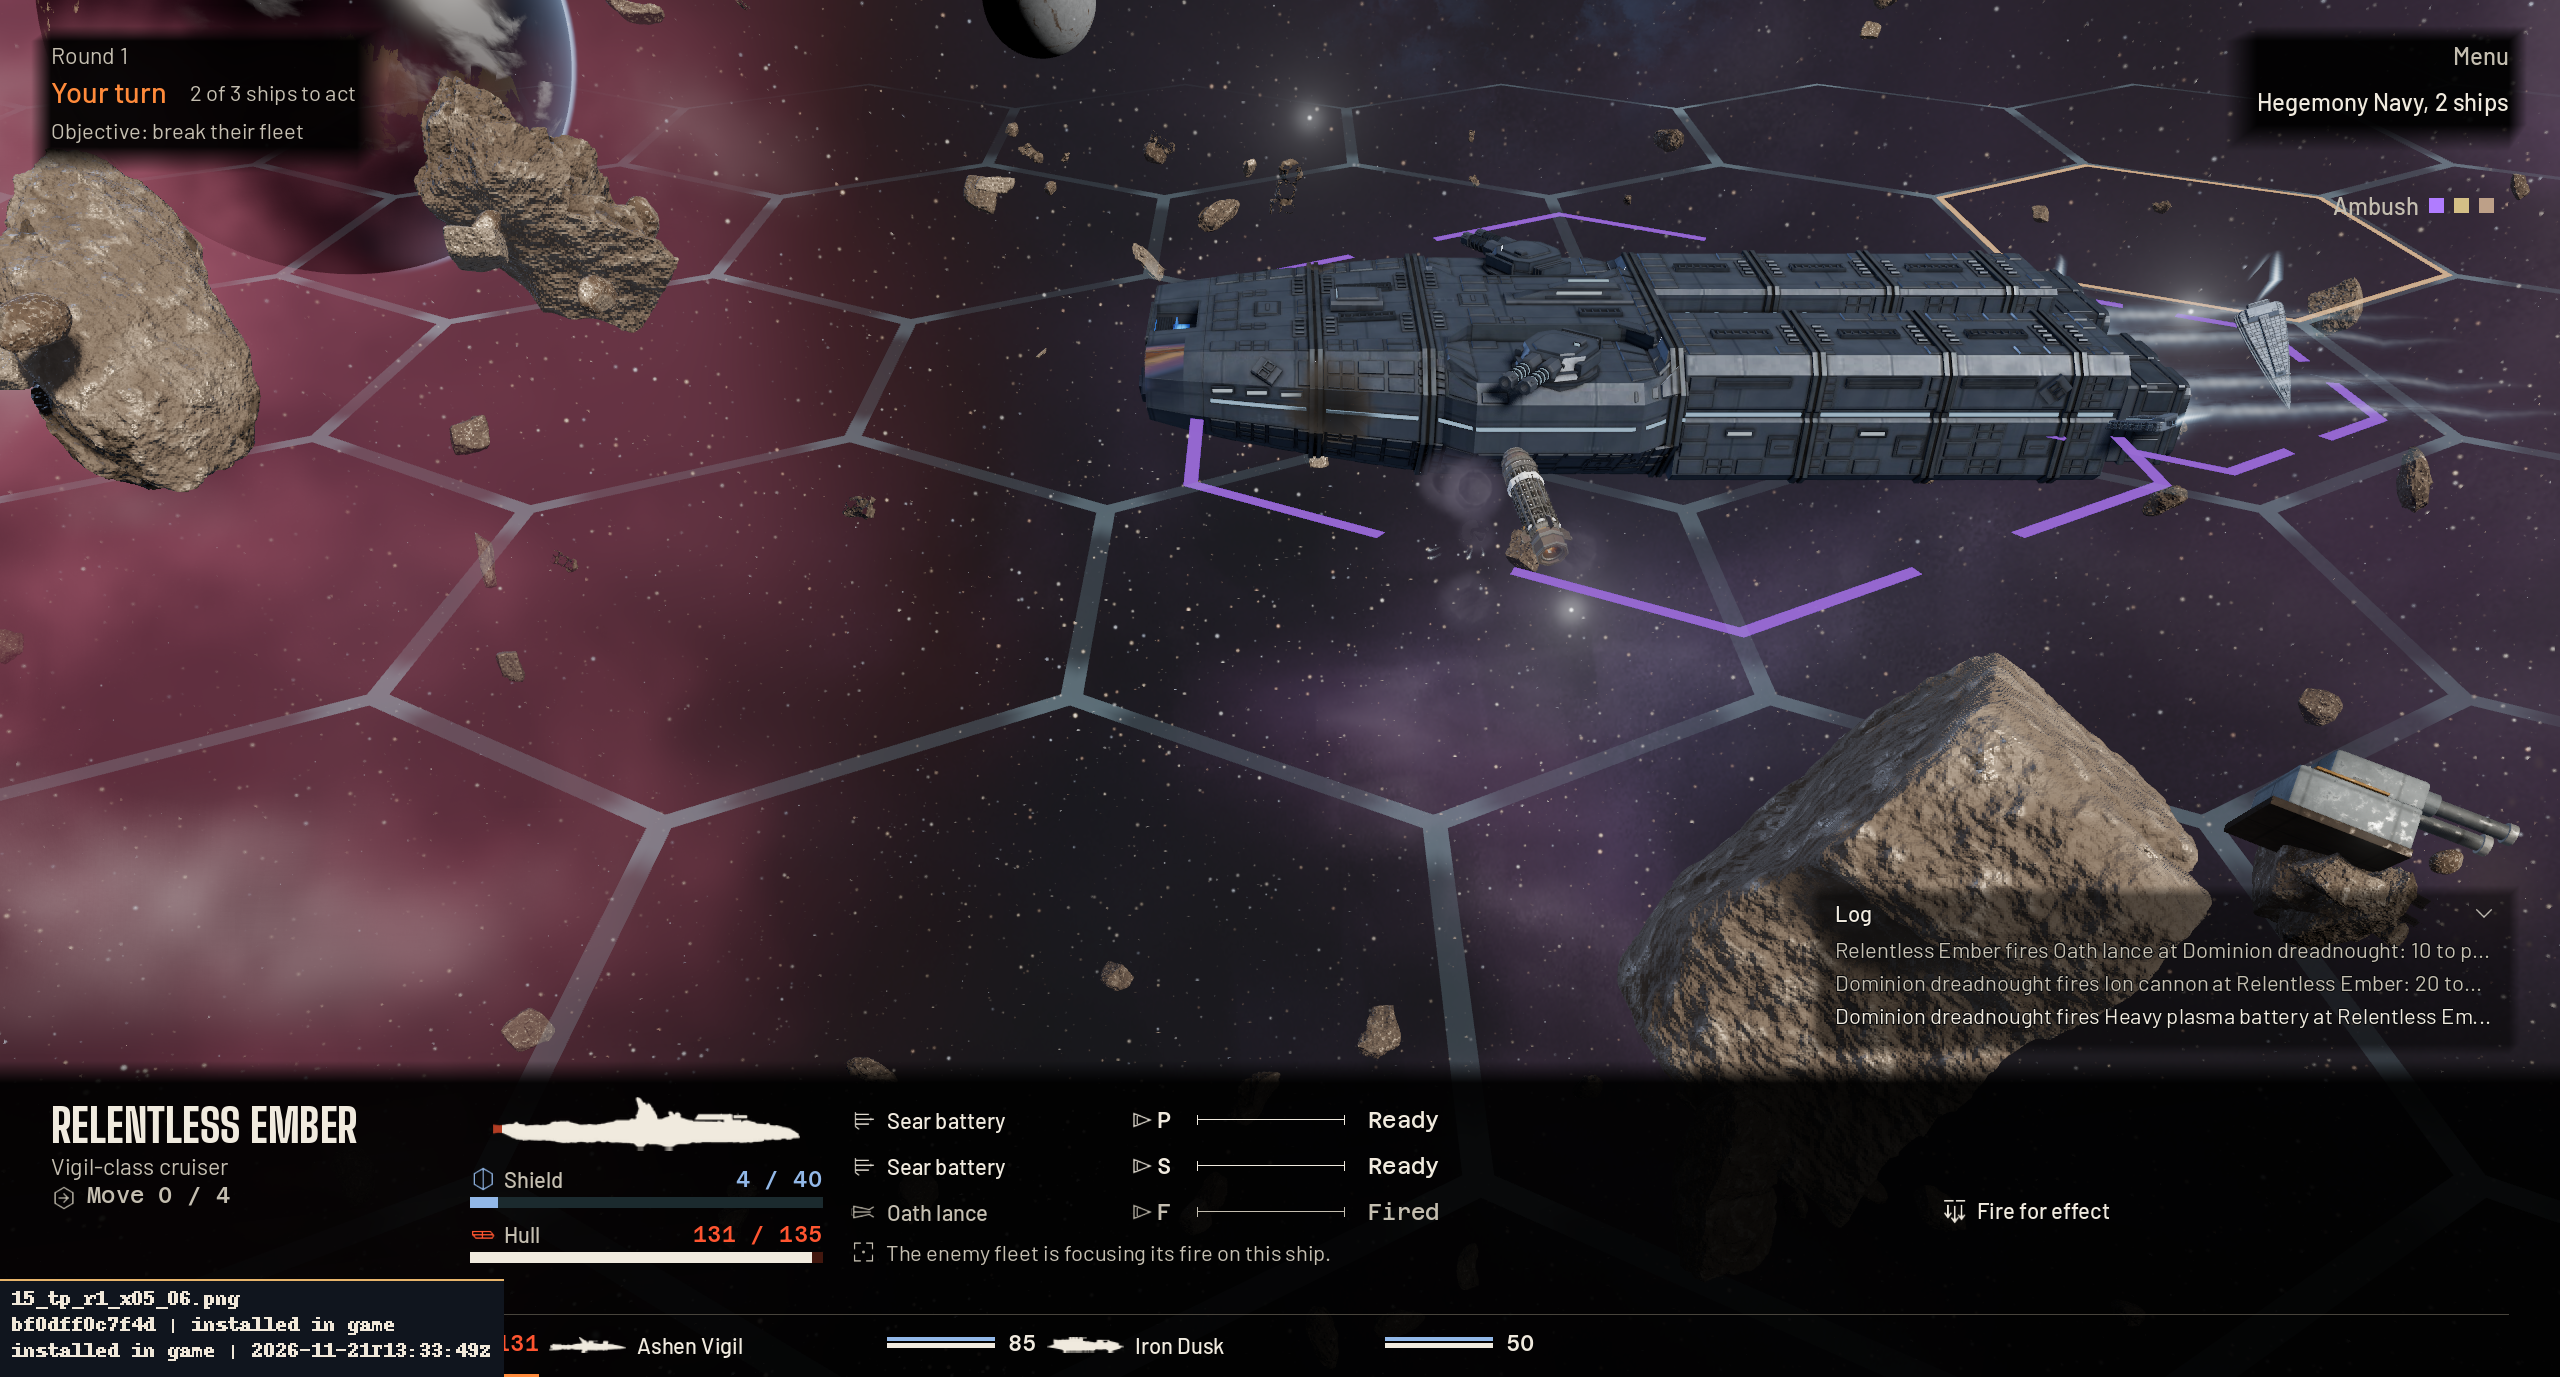 Round 1
Your turn 2 of 3 ships to act
Objective: break their fleet
Menu
Hegemony Navy, 2 ships
Ambush
Log
Relentless Ember fires Oath lance at Dominion dreadnought: 10 to p...
Dominion dreadnought fires Ion cannon at Relentless Ember: 20 to...
Dominion dreadnought fires Heavy plasma battery at Relentless Em...
RELENTLESS EMBER
Vigil-class cruiser
Move 0 / 4
Shield 4 / 40
Hull 131 / 135
Sear battery P Ready
Sear battery S Ready
Oath lance F Fired
The enemy fleet is focusing its fire on this ship.
Fire for effect
15_tp_r1_x05_06.png
bf0dff0c7f4d | installed in game
installed in game | 2026-11-21r13:33:49z
131 Ashen Vigil 85 Iron Dusk 50